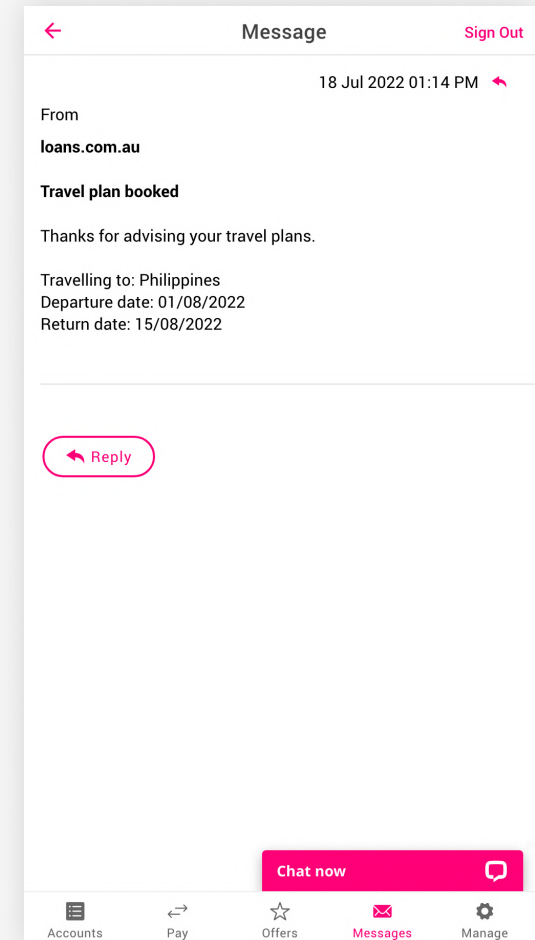 Message
Sign Out
18 Jul 2022 01:14 PM
From
loans.com.au
Travel plan booked
Thanks for advising your travel plans.
Travelling to: Philippines
Departure date: 01/08/2022
Return date: 15/08/2022
Reply
Chat now
Accounts
Pay
Offers
Messages
Manage